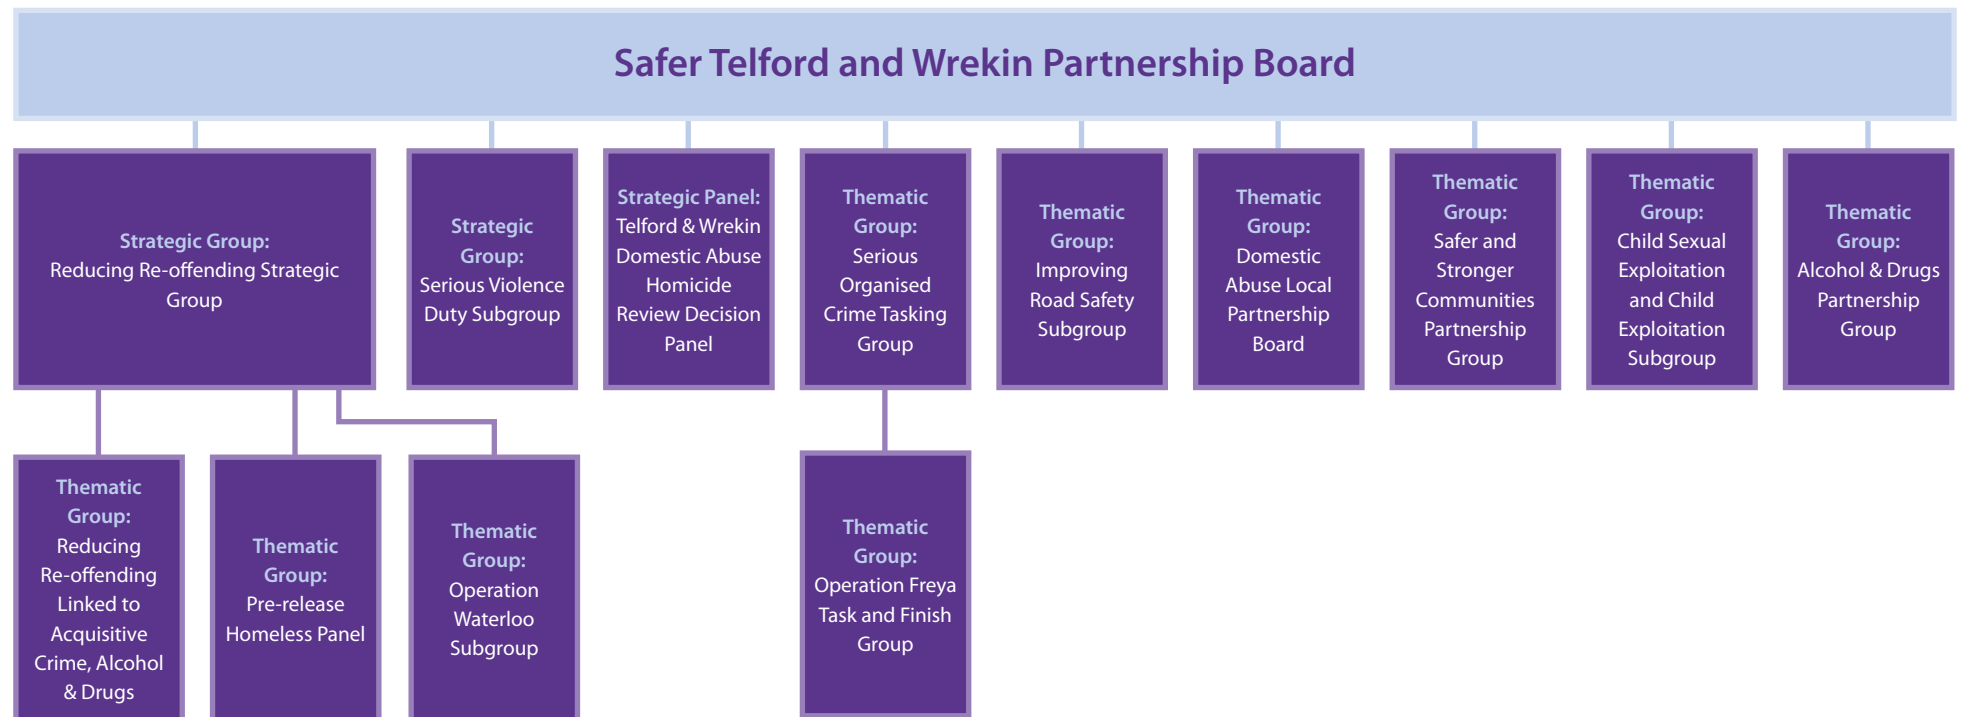 Safer Telford and Wrekin Partnership Board
Strategic Group:
Reducing Re-offending Strategic
Group
Strategic
Group:
Serious Violence
Duty Subgroup
Strategic Panel:
Telford & Wrekin
Domestic Abuse
Homicide
Review Decision
Panel
Thematic
Group:
Serious
Organised
Crime Tasking
Group
Thematic
Group:
Improving
Road Safety
Subgroup
Thematic
Group:
Domestic
Abuse Local
Partnership
Board
Thematic
Group:
Safer and
Stronger
Communities
Partnership
Group
Thematic
Group:
Child Sexual
Exploitation
and Child
Exploitation
Subgroup
Thematic
Group:
Alcohol & Drugs
Partnership
Group
Thematic
Group:
Reducing
Re-offending
Linked to
Acquisitive
Crime, Alcohol
& Drugs
Thematic
Group:
Pre-release
Homeless Panel
Thematic
Group:
Operation
Waterloo
Subgroup
Thematic
Group:
Operation Freya
Task and Finish
Group